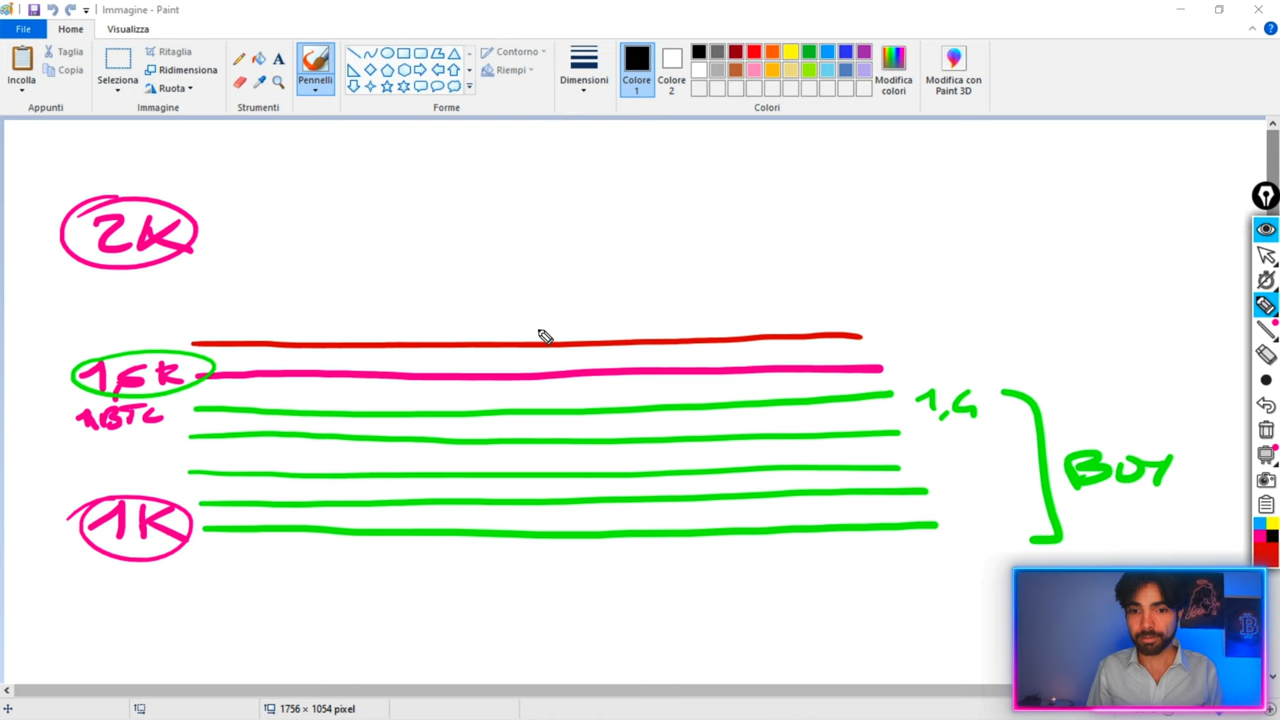 Immagine - Paint
File Home Visualizza
Incolla
Taglia
Copia
Appunti
Seleziona
Ritaglia
Ridimensiona
Ruota
Immagine
Strumenti
Pennelli
Forme
Contorno
Riempi
Dimensioni
Colore 1
Colore 2
Colori
Modifica colori
Modifica con Paint 3D
2K
1,5K
1 BTC
1,4
BUY
1K
1756 × 1054 pixel